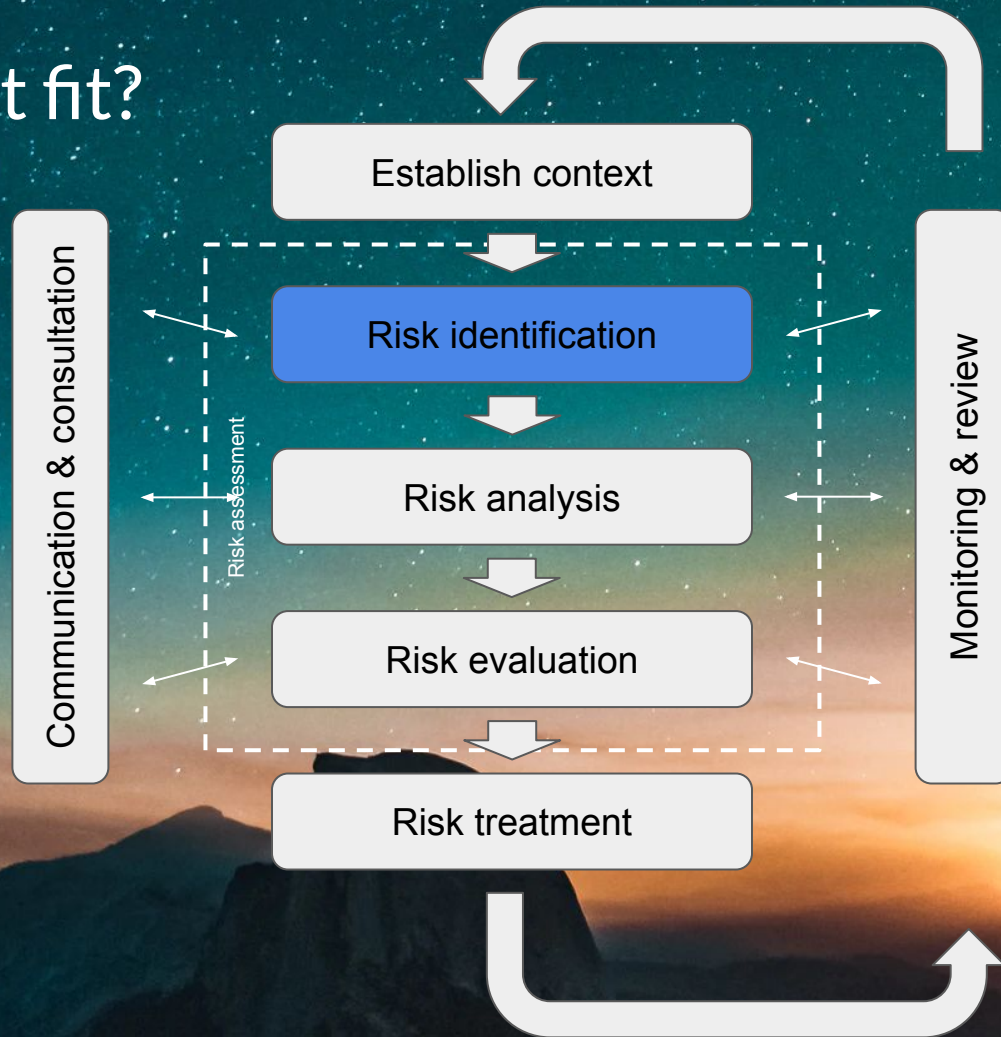 t fit?
Establish context
Communication & consultation
Risk assessment
Risk identification
Risk analysis
Risk evaluation
Risk treatment
Monitoring & review